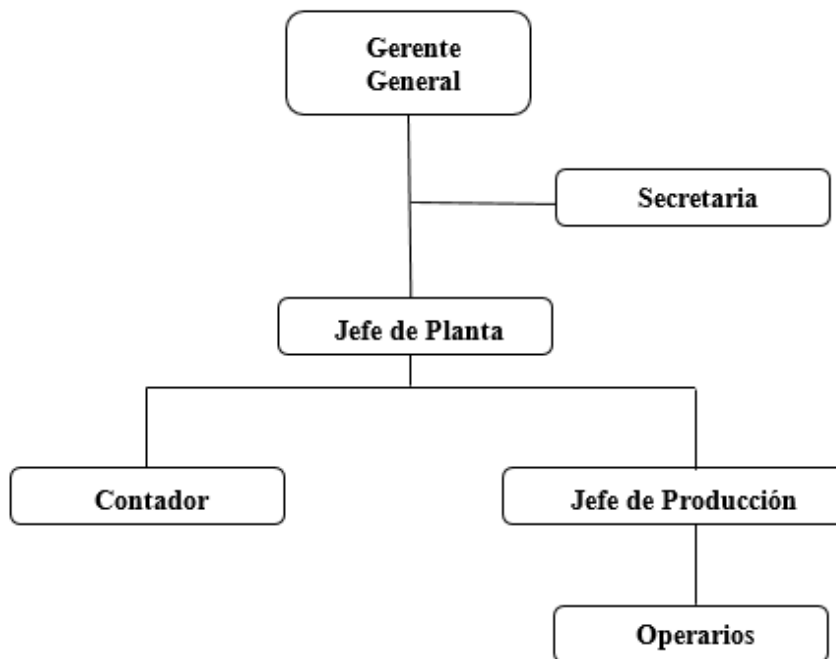 Gerente
General
Secretaria
Jefe de Planta
Contador
Jefe de Producción
Operarios